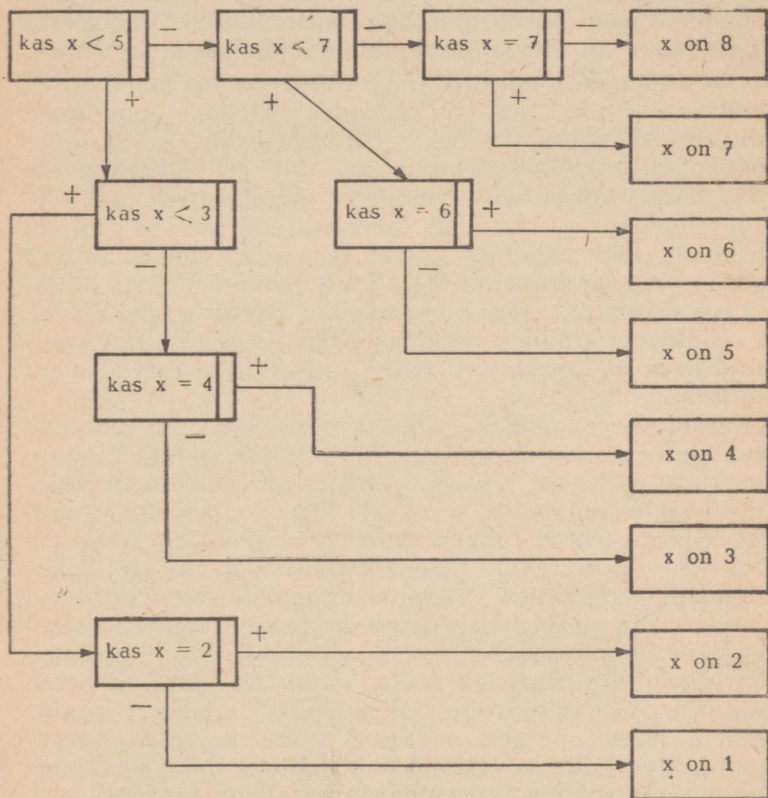 kas x < 5
–
kas x < 7
–
kas x = 7
–
x on 8
+
+
+
x on 7
+
kas x < 3
kas x = 6
+
x on 6
–
–
x on 5
kas x = 4
+
–
x on 4
x on 3
kas x = 2
+
x on 2
–
x on 1